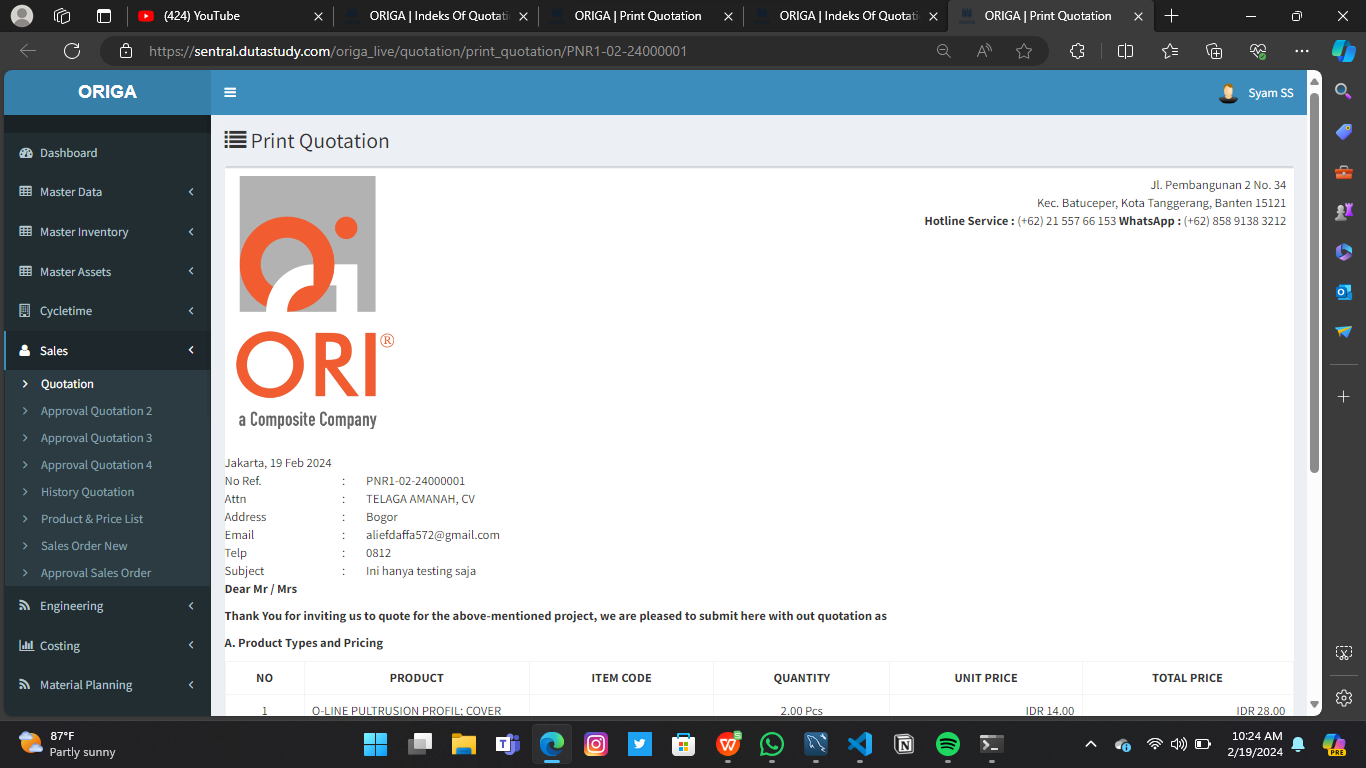 (424) YouTube
ORIGA | Indeks Of Quotati
ORIGA | Print Quotation
ORIGA | Indeks Of Quotati
ORIGA | Print Quotation
https://sentral.dutastudy.com/origa_live/quotation/print_quotation/PNR1-02-24000001
ORIGA
Syam SS
Dashboard
Master Data
Master Inventory
Master Assets
Cycletime
Sales
Quotation
Approval Quotation 2
Approval Quotation 3
Approval Quotation 4
History Quotation
Product & Price List
Sales Order New
Approval Sales Order
Engineering
Costing
Material Planning
Print Quotation
ORI®
a Composite Company
Jl. Pembangunan 2 No. 34
Kec. Batuceper, Kota Tanggerang, Banten 15121
Hotline Service : (+62) 21 557 66 153 WhatsApp : (+62) 858 9138 3212
Jakarta, 19 Feb 2024
No Ref. : PNR1-02-24000001
Attn : TELAGA AMANAH, CV
Address : Bogor
Email : aliefdaffa572@gmail.com
Telp : 0812
Subject : Ini hanya testing saja
Dear Mr / Mrs
Thank You for inviting us to quote for the above-mentioned project, we are pleased to submit here with out quotation as
A. Product Types and Pricing
NO PRODUCT ITEM CODE QUANTITY UNIT PRICE TOTAL PRICE
1 O-LINE PULTRUSION PROFIL; COVER 2.00 Pcs IDR 14.00 IDR 28.00
87°F
Partly sunny
10:24 AM
2/19/2024
PRE